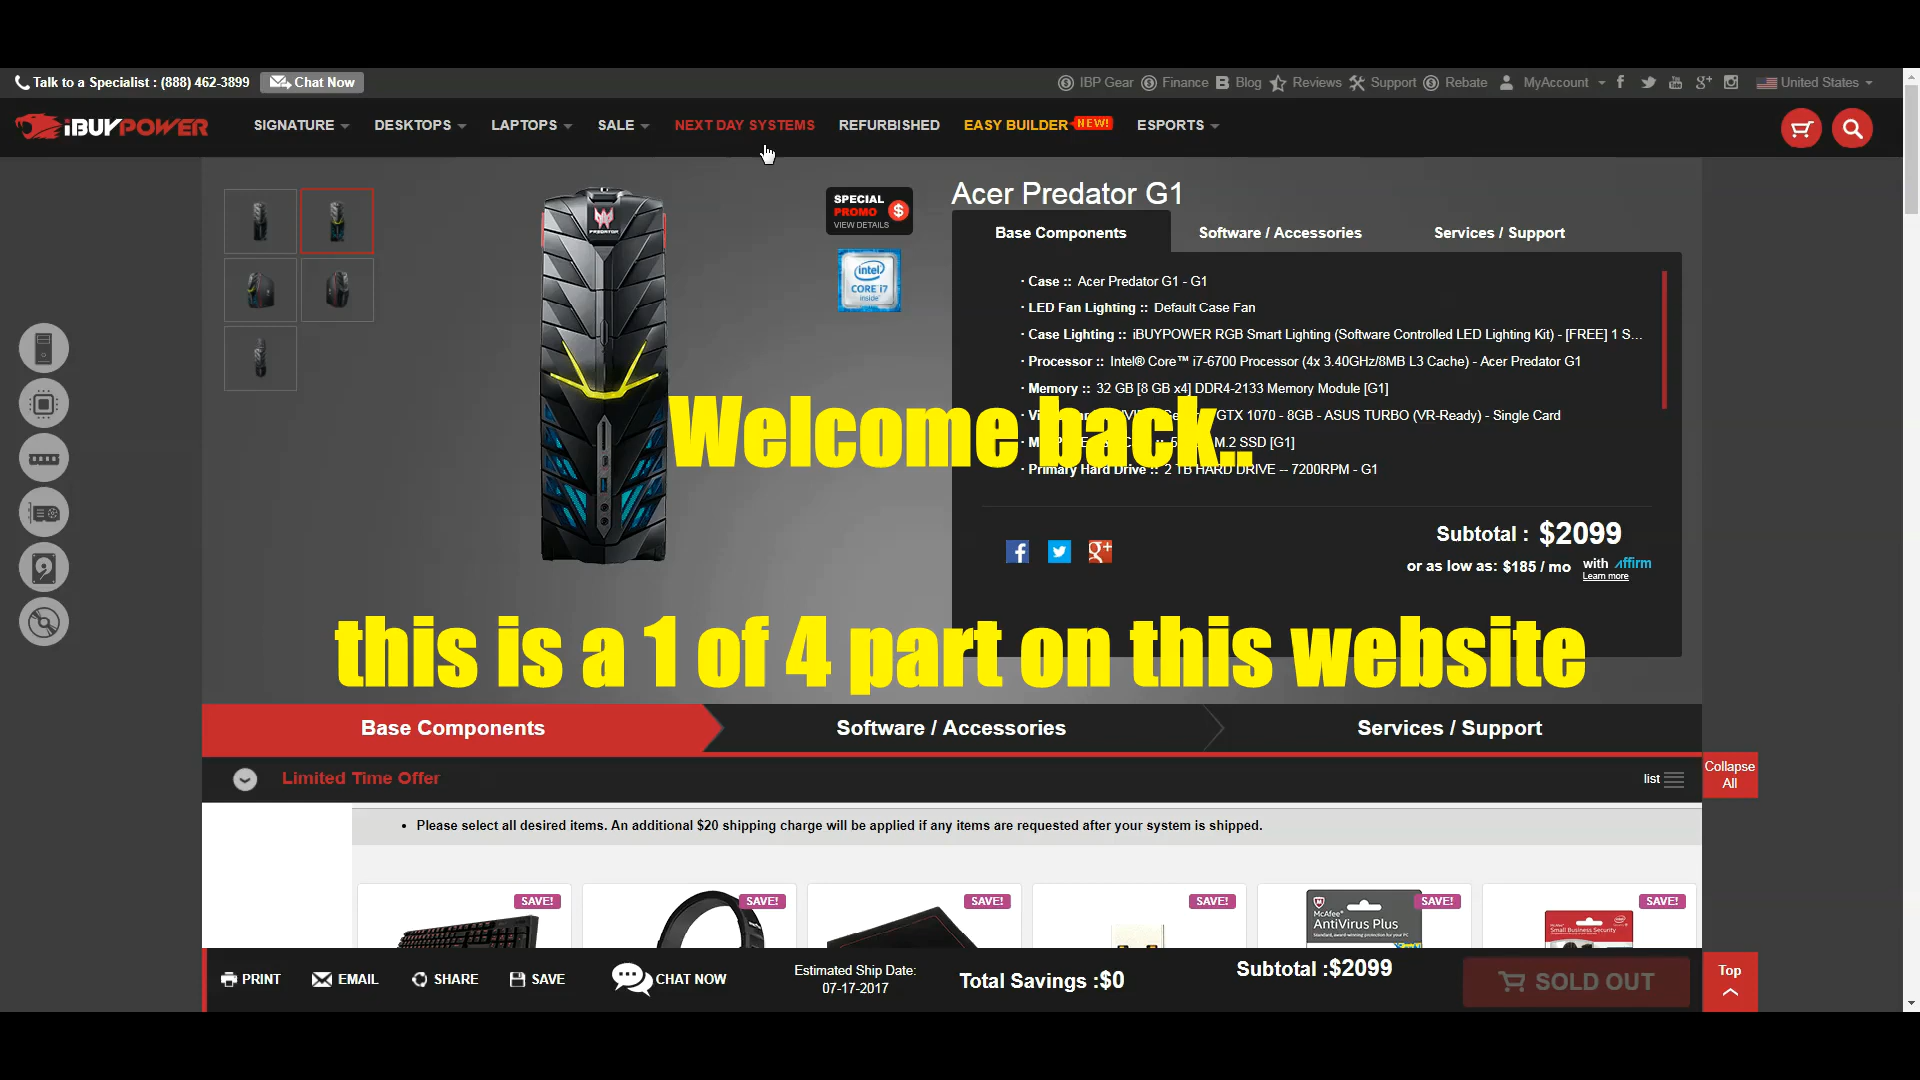 Talk to a Specialist : (888) 462-3899
Chat Now
IBP Gear
Finance
Blog
Reviews
Support
Rebate
MyAccount
United States
iBUYPOWER
SIGNATURE
DESKTOPS
LAPTOPS
SALE
NEXT DAY SYSTEMS
REFURBISHED
EASY BUILDER
NEW!
ESPORTS
PREDATOR
SPECIAL
PROMO
VIEW DETAILS
$
intel
CORE i7
inside
Acer Predator G1
Base Components
Software / Accessories
Services / Support
· Case :: Acer Predator G1 - G1
· LED Fan Lighting :: Default Case Fan
· Case Lighting :: iBUYPOWER RGB Smart Lighting (Software Controlled LED Lighting Kit) - [FREE] 1 S...
· Processor :: Intel® Core™ i7-6700 Processor (4x 3.40GHz/8MB L3 Cache) - Acer Predator G1
· Memory :: 32 GB [8 GB x4] DDR4-2133 Memory Module [G1]
GTX 1070 - 8GB - ASUS TURBO (VR-Ready) - Single Card
M.2 SSD [G1]
· Primary Hard Drive :: 2 TB HARD DRIVE -- 7200RPM - G1
Welcome back..
Subtotal : $2099
or as low as: $185 / mo with affirm
Learn more
this is a 1 of 4 part on this website
Base Components
Software / Accessories
Services / Support
Limited Time Offer
list
Collapse
All
• Please select all desired items. An additional $20 shipping charge will be applied if any items are requested after your system is shipped.
SAVE!
SAVE!
SAVE!
SAVE!
SAVE!
SAVE!
McAfee
AntiVirus Plus
Small Business Security
PRINT
EMAIL
SHARE
SAVE
CHAT NOW
Estimated Ship Date:
07-17-2017
Total Savings :$0
Subtotal :$2099
SOLD OUT
Top